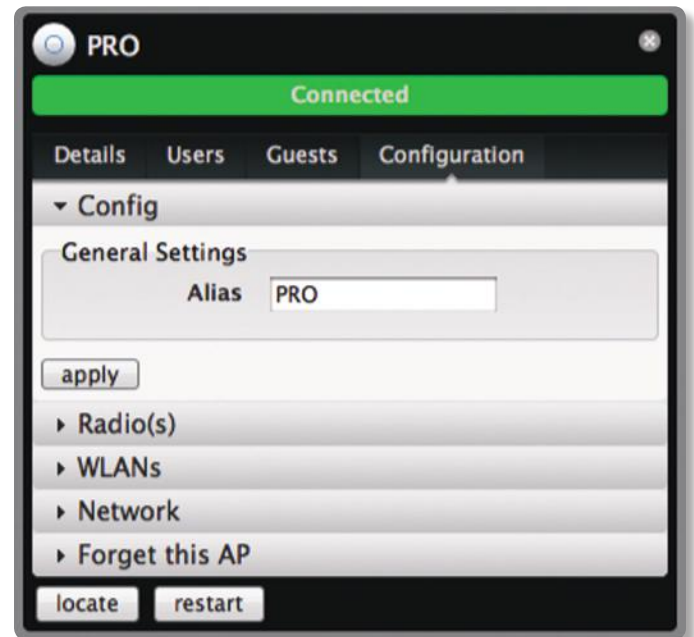 PRO
Connected
Details Users Guests Configuration
Config
General Settings
Alias PRO
apply
Radio(s)
WLANs
Network
Forget this AP
locate restart